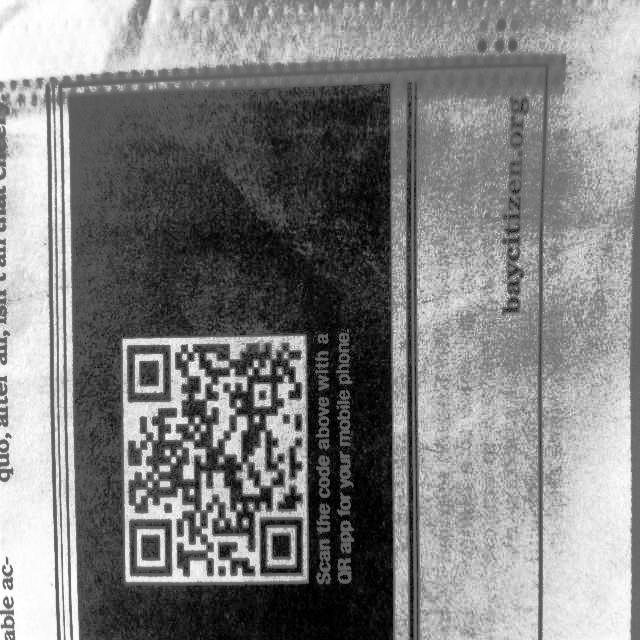 able ac-
quo, after all, isn't all that
Scan the code above with a
QR app for your mobile phone.
baycitizen.org